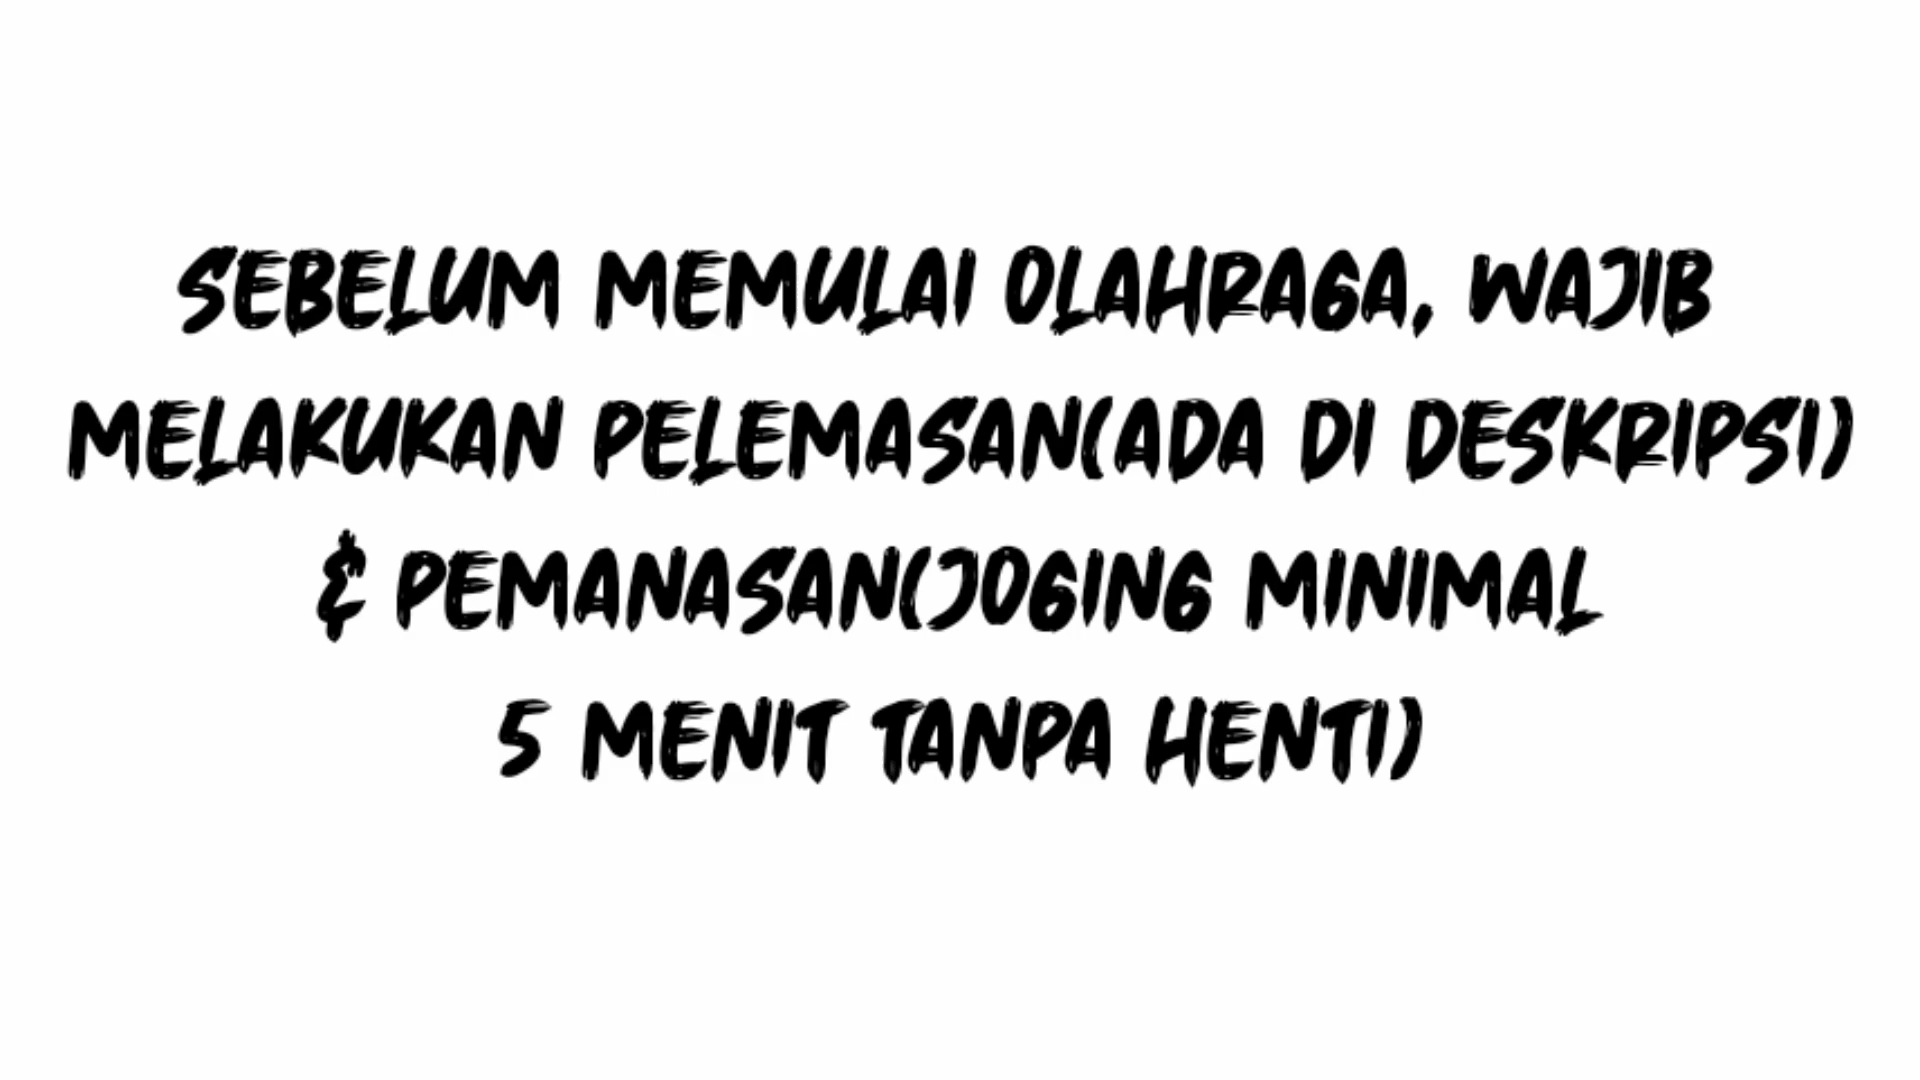 SEBELUM MEMULAI OLAHRAGA, WAJIB
MELAKUKAN PELEMASAN(ADA DI DESKRIPSI)
& PEMANASAN(JOGING MINIMAL
5 MENIT TANPA HENTI)